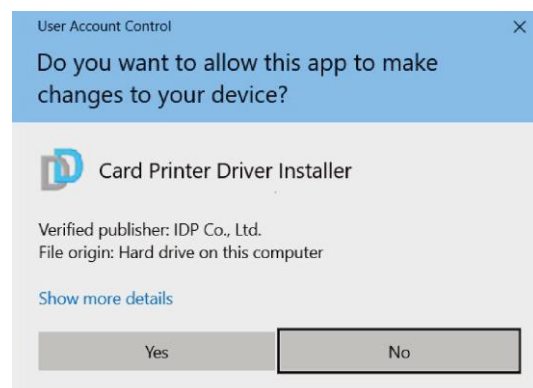 User Account Control
Do you want to allow this app to make
changes to your device?
Card Printer Driver Installer
Verified publisher: IDP Co., Ltd.
File origin: Hard drive on this computer
Show more details
Yes
No